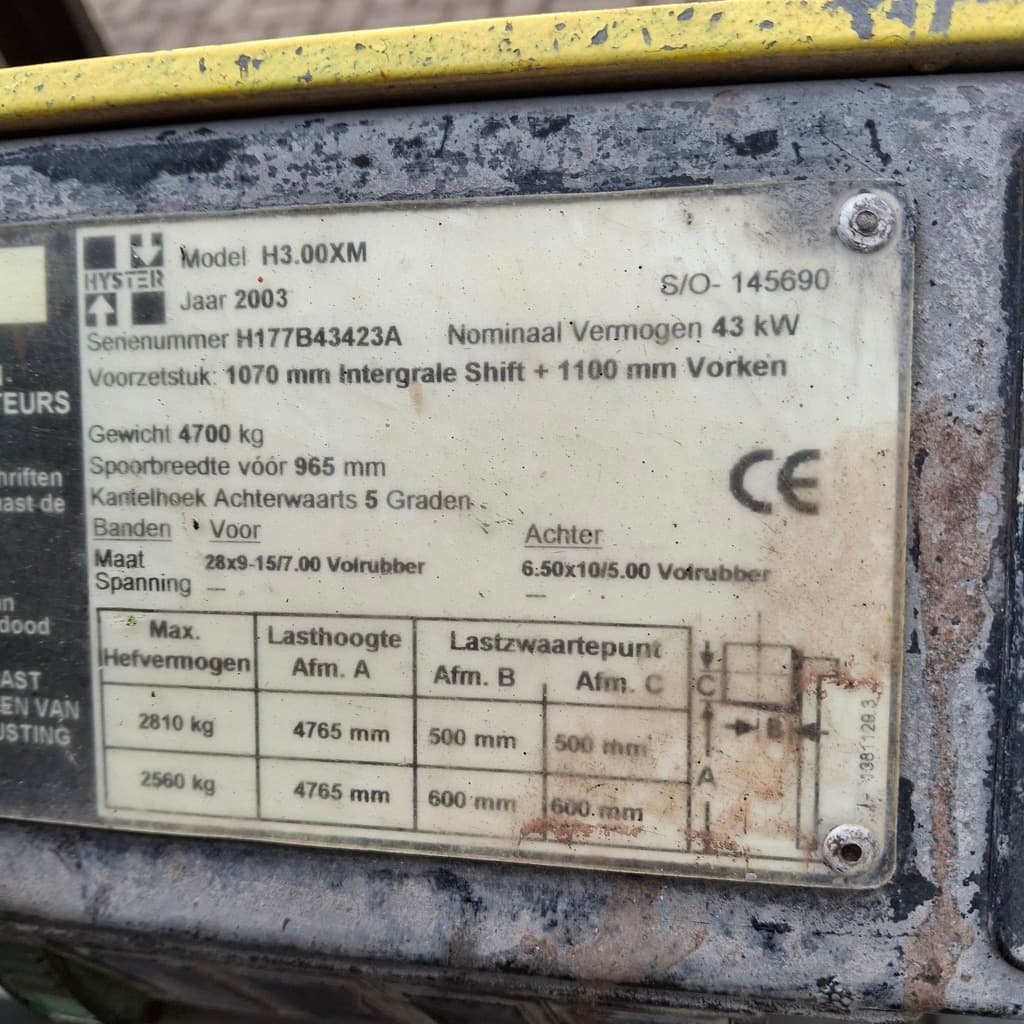 HYSTER
Model H3.00XM
S/O- 145690
Jaar 2003
Serienummer H177B43423A Nominaal Vermogen 43 kW
Voorzetstuk: 1070 mm Intergrale Shift + 1100 mm Vorken
Gewicht 4700 kg
Spoorbreedte vóór 965 mm
Kantelhoek Achterwaarts 5 Graden
CE
Banden Voor Achter
Maat 28x9-15/7.00 Volrubber 6:50x10/5.00 Volrubber
Spanning — —
Max. Hefvermogen Lasthoogte Afm. A Lastzwaartepunt
Afm. B Afm. C
2810 kg 4765 mm 500 mm 500 mm
2560 kg 4765 mm 600 mm 600 mm
C
B
A
TEURS
hriften
ast de
dood
AST
EN VAN
USTING